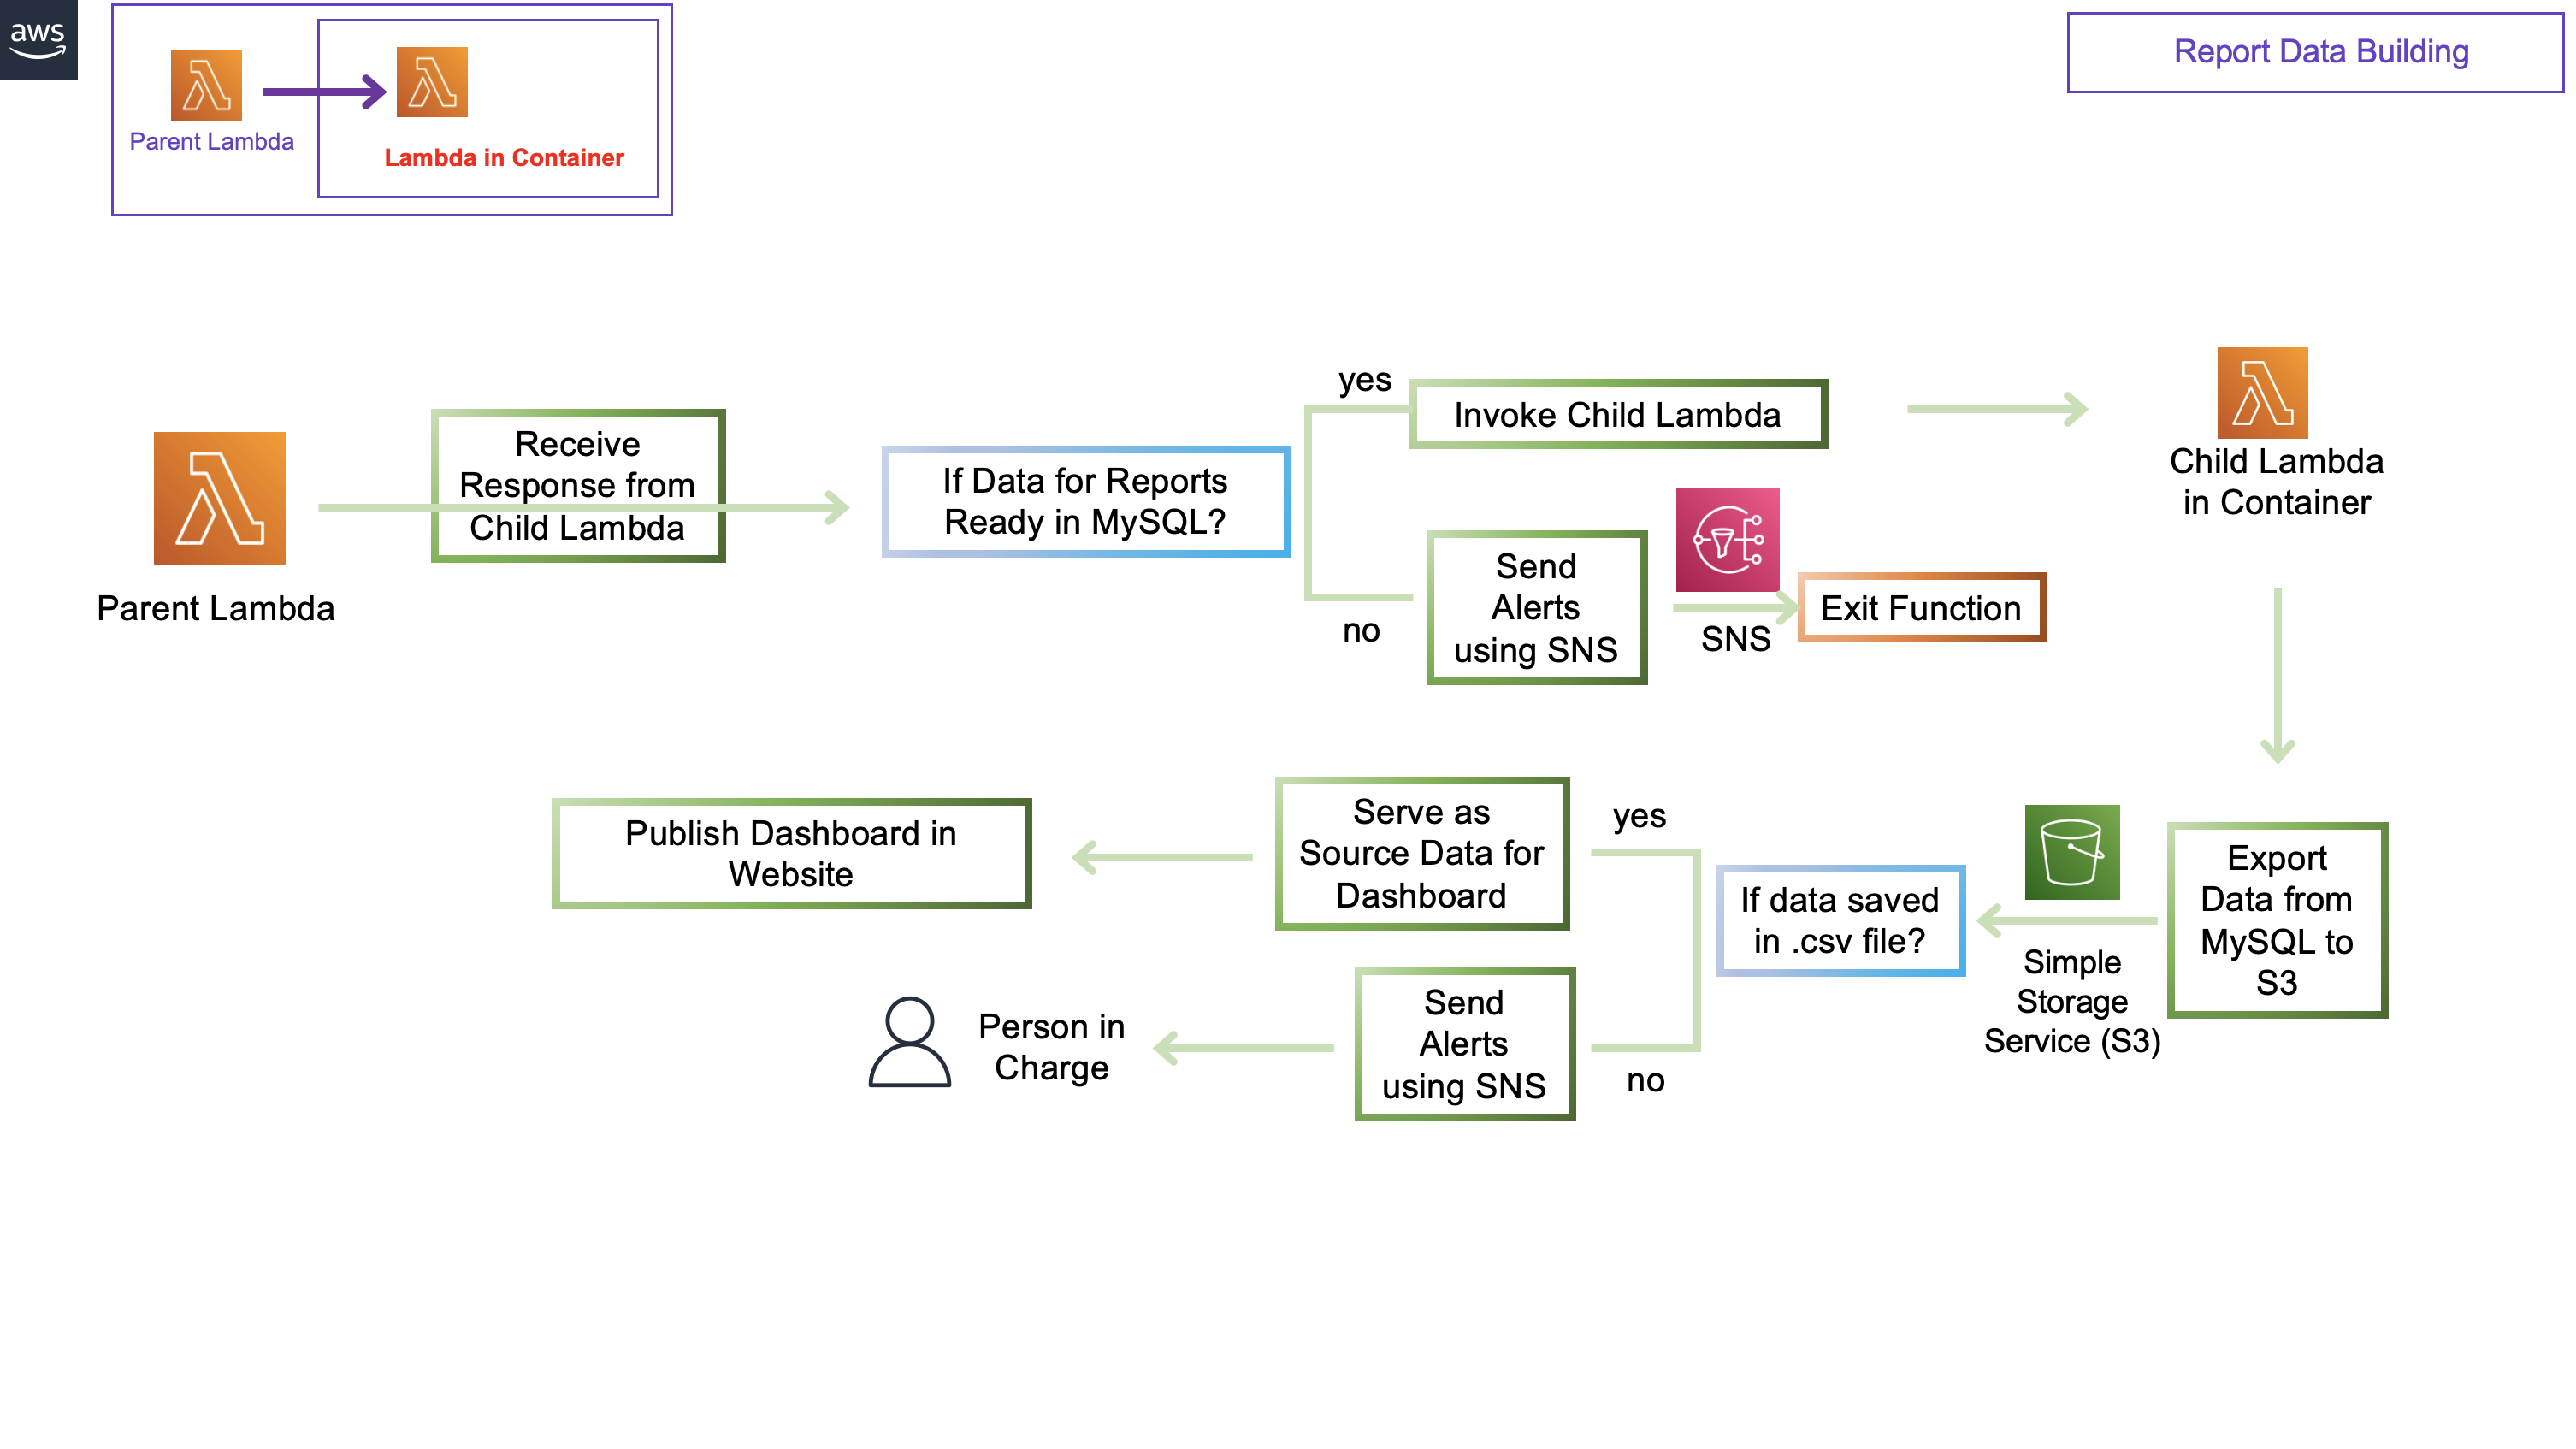 aws
Parent Lambda
Lambda in Container
Report Data Building
Parent Lambda
Receive
Response from
Child Lambda
If Data for Reports
Ready in MySQL?
yes
Invoke Child Lambda
no
Send
Alerts
using SNS
SNS
Exit Function
Child Lambda
in Container
Export
Data from
MySQL to
S3
Simple
Storage
Service (S3)
If data saved
in .csv file?
yes
Serve as
Source Data for
Dashboard
Publish Dashboard in
Website
no
Send
Alerts
using SNS
Person in
Charge